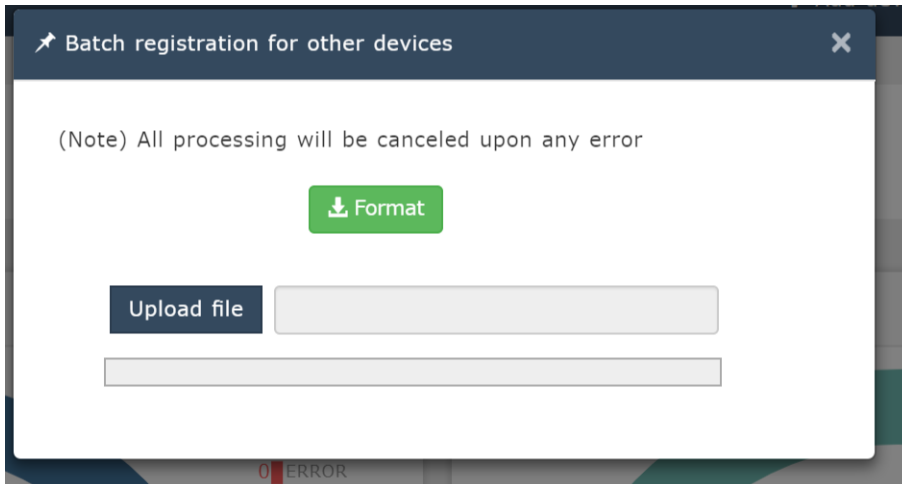 Batch registration for other devices
(Note) All processing will be canceled upon any error
Format
Upload file
0 ERROR